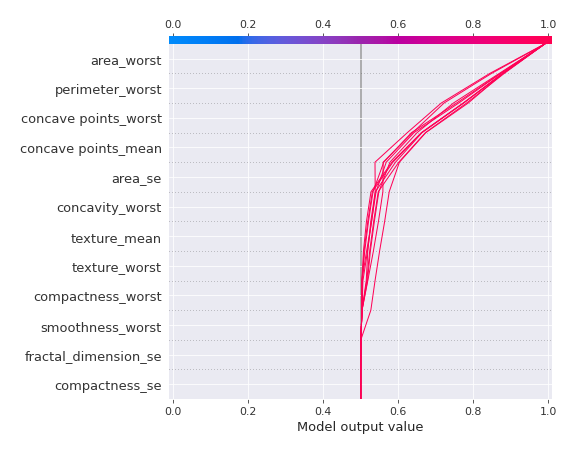 0.0 0.2 0.4 0.6 0.8 1.0
area_worst
perimeter_worst
concave points_worst
concave points_mean
area_se
concavity_worst
texture_mean
texture_worst
compactness_worst
smoothness_worst
fractal_dimension_se
compactness_se
0.0 0.2 0.4 0.6 0.8 1.0
Model output value